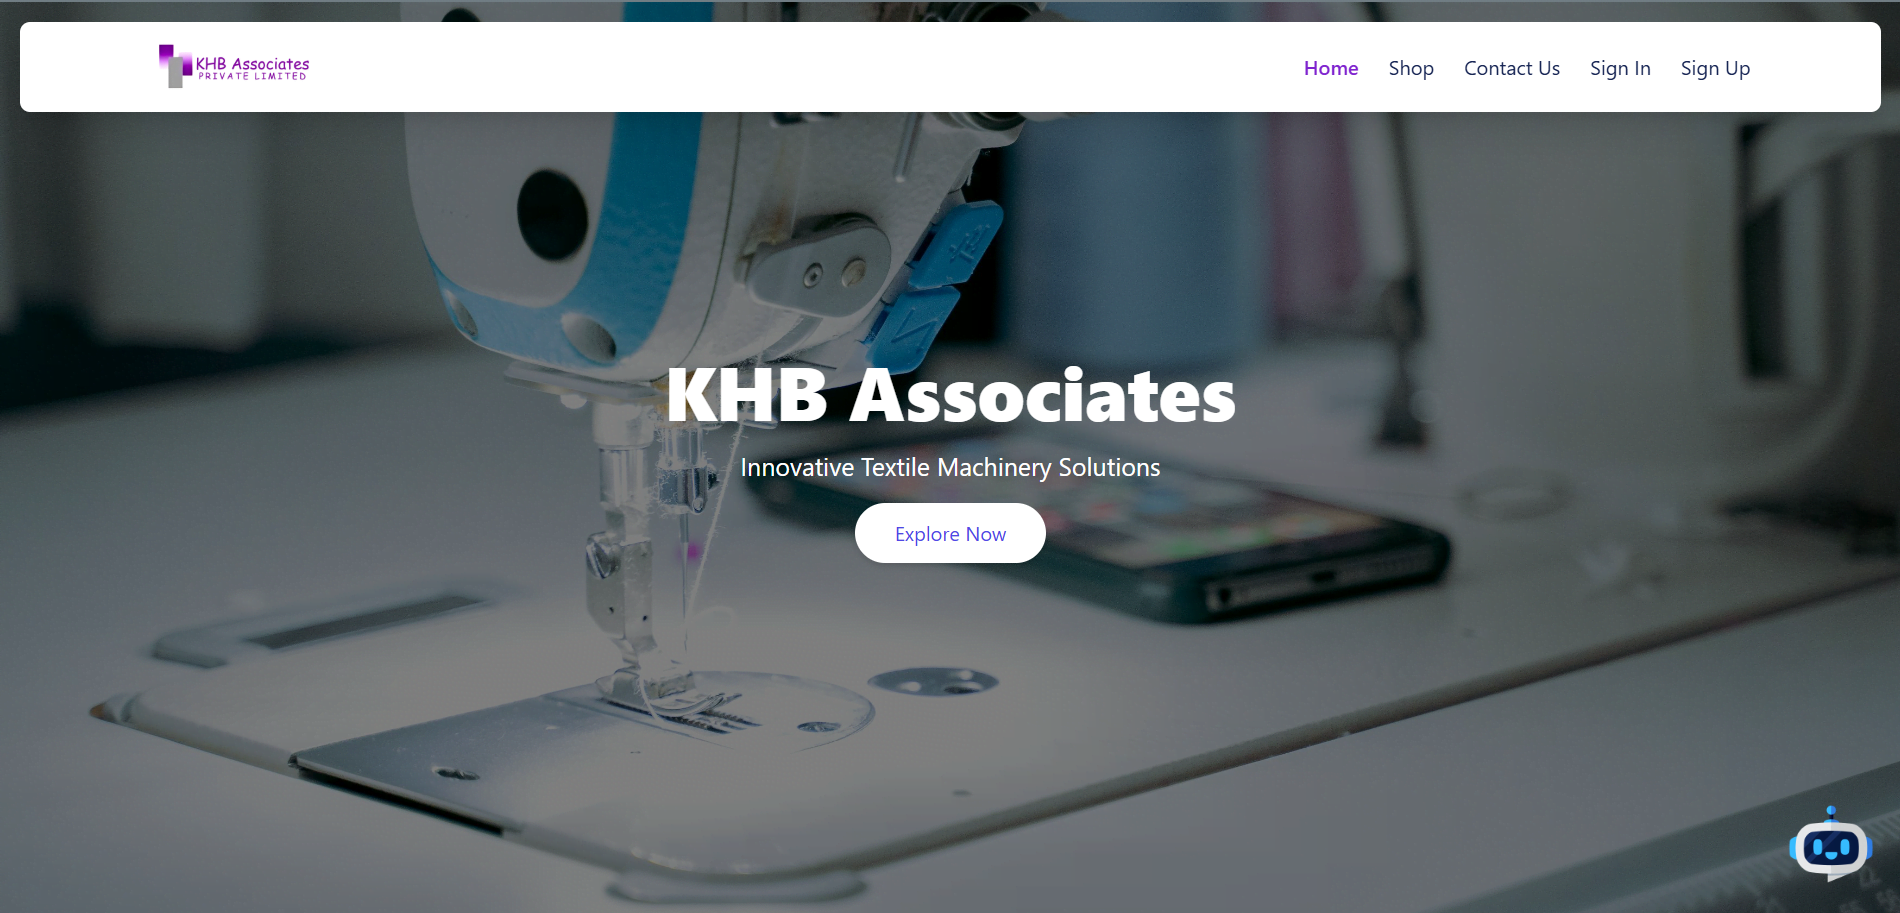 KHB Associates
PRIVATE LIMITED
Home Shop Contact Us Sign In Sign Up
KHB Associates
Innovative Textile Machinery Solutions
Explore Now